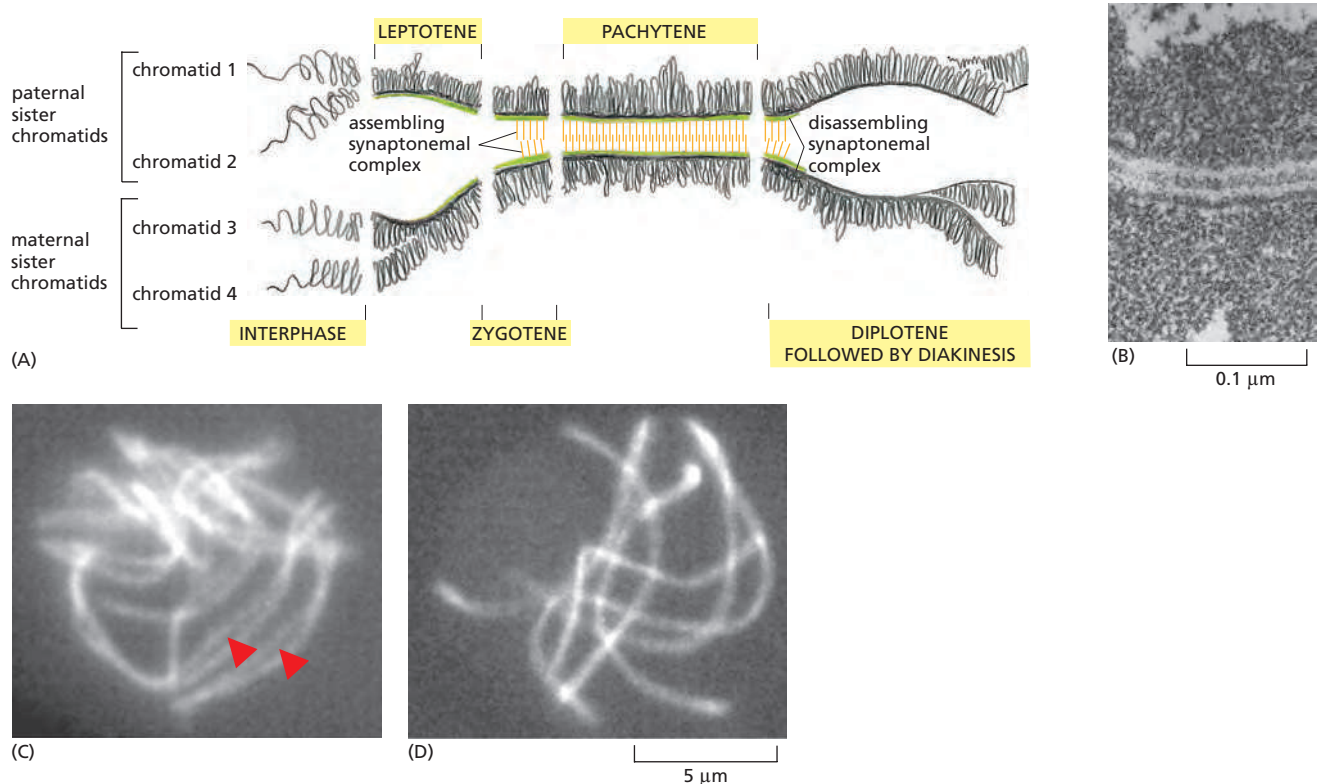 LEPTOTENE
PACHYTENE
paternal
sister
chromatids
chromatid 1
chromatid 2
assembling
synaptonemal
complex
disassembling
synaptonemal
complex
maternal
sister
chromatids
chromatid 3
chromatid 4
INTERPHASE
ZYGOTENE
DIPLOTENE
FOLLOWED BY DIAKINESIS
(A)
(B)
0.1 μm
(C)
(D)
5 μm